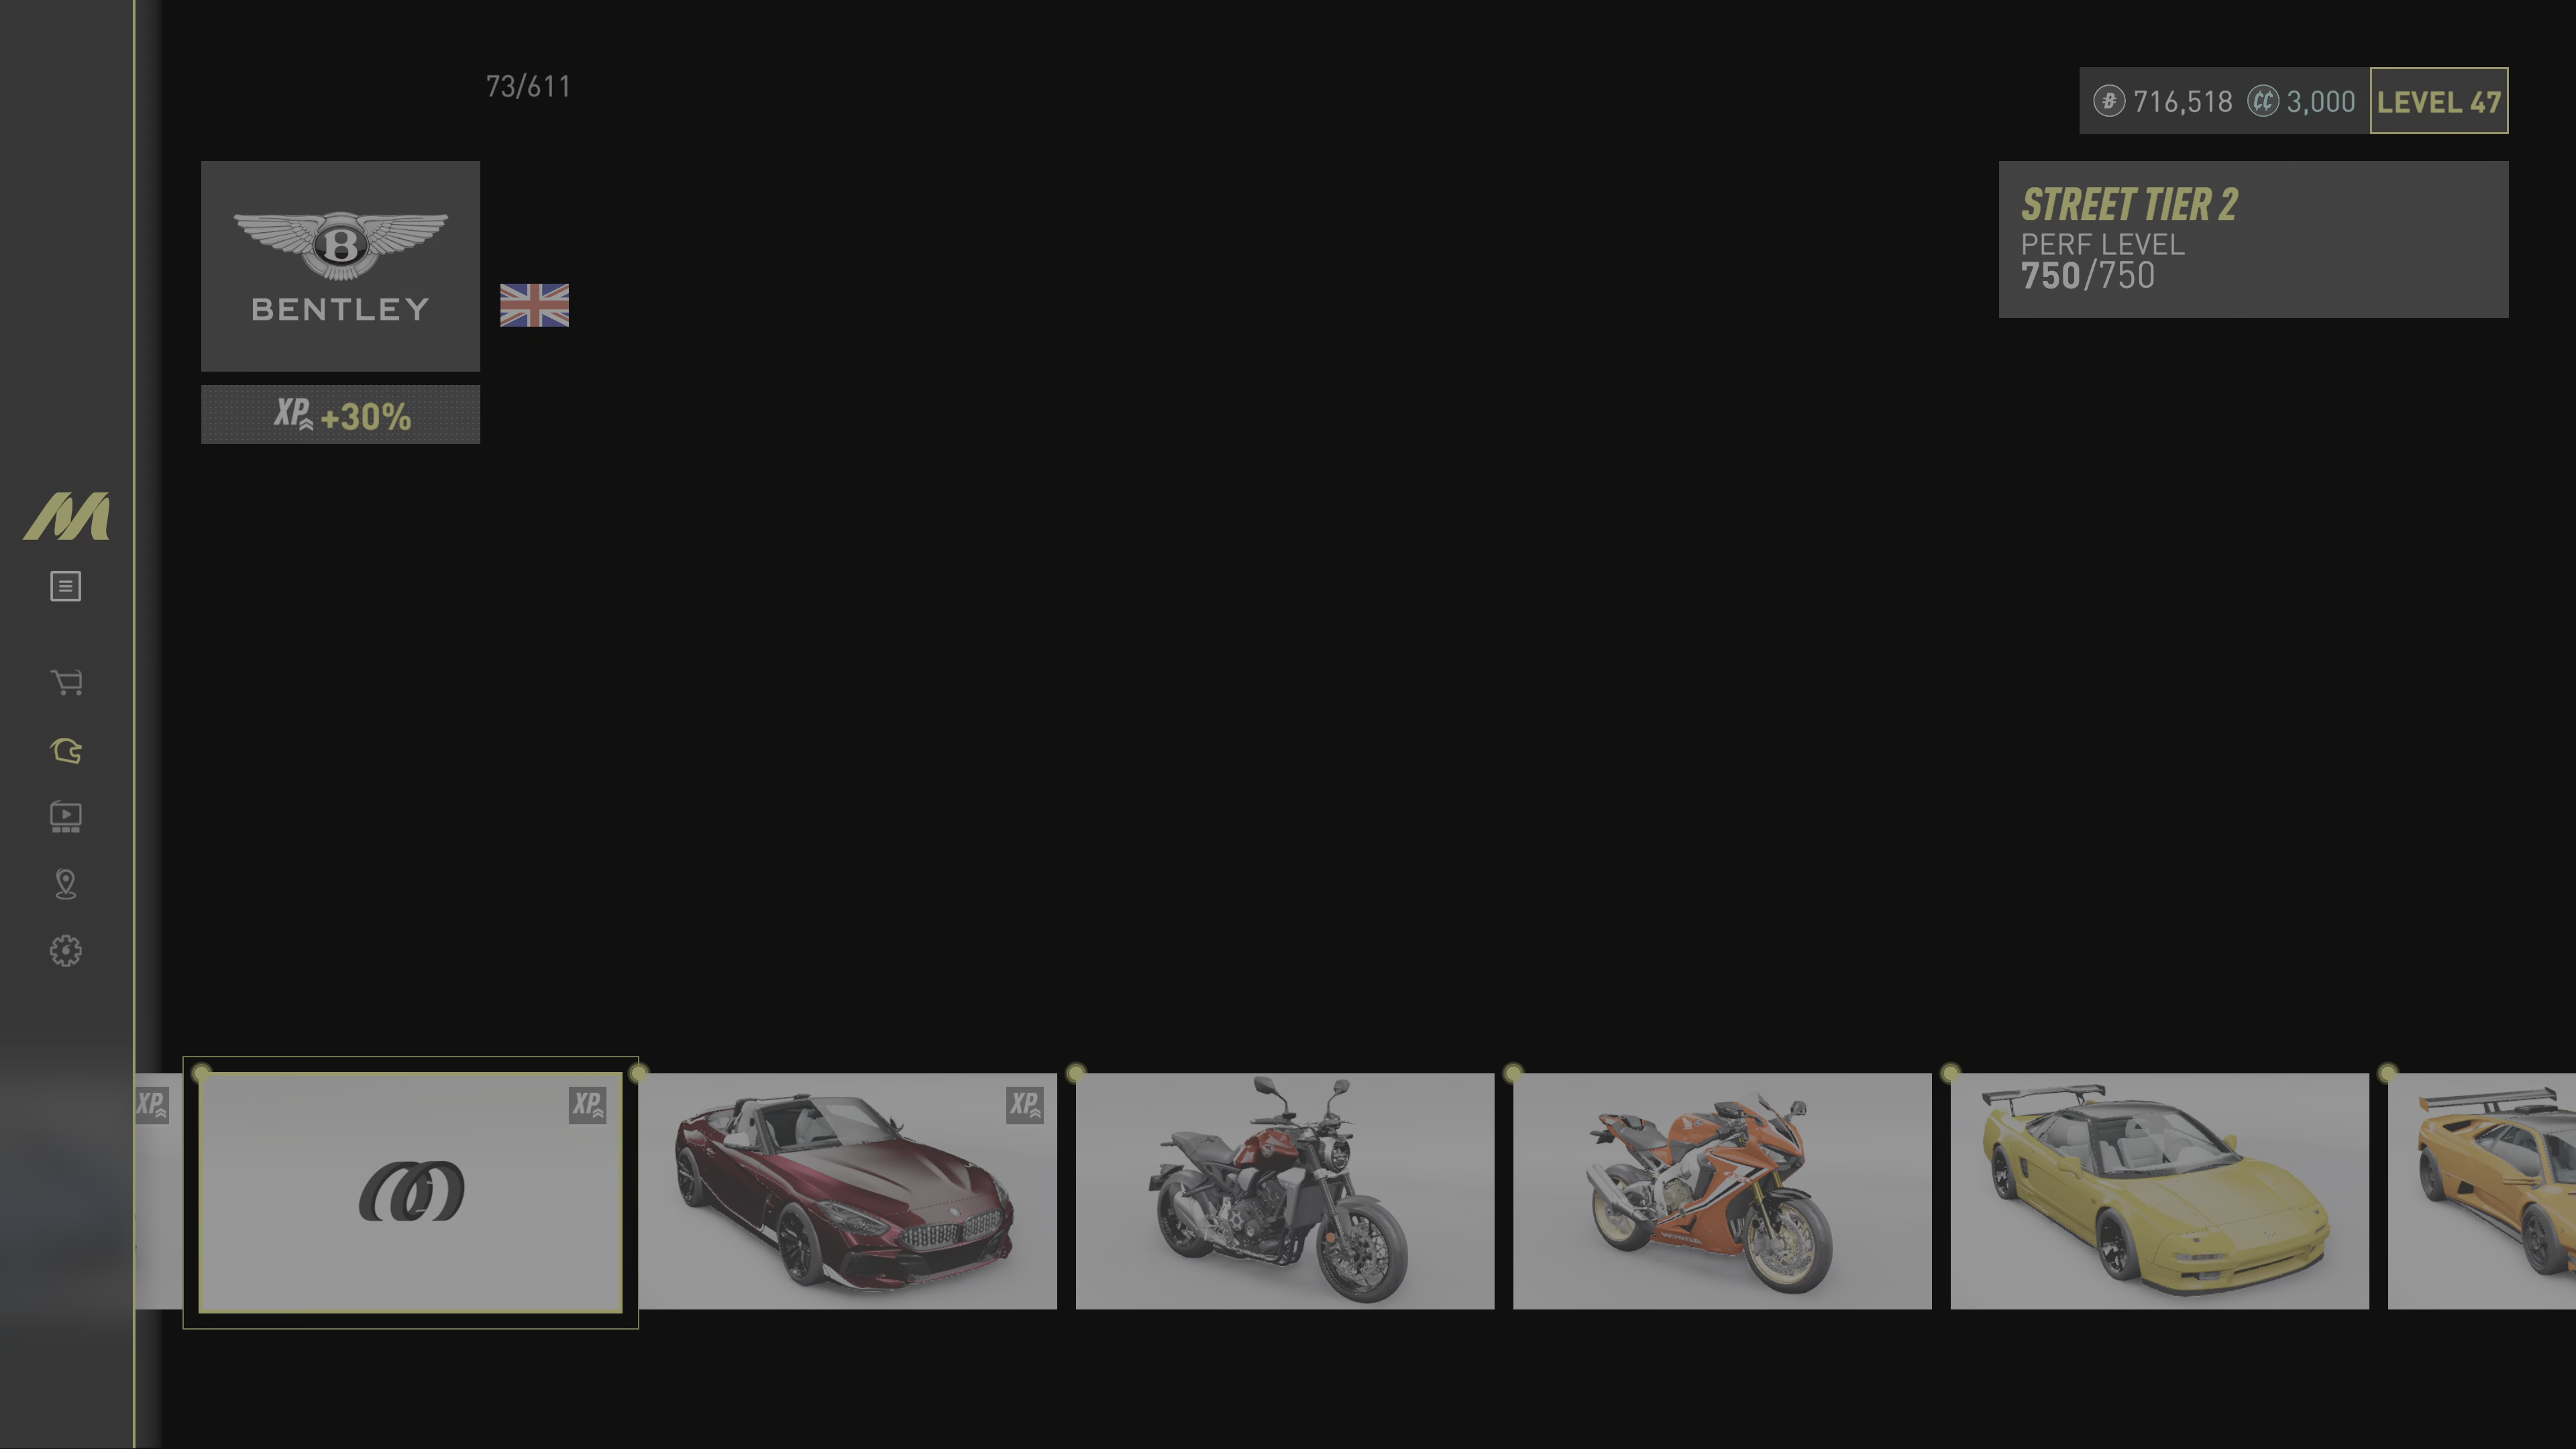 73/611
716,518 3,000 LEVEL 47
B
BENTLEY
STREET TIER 2
PERF LEVEL
750/750
XP +30%
XP
XP
XP
HONDA